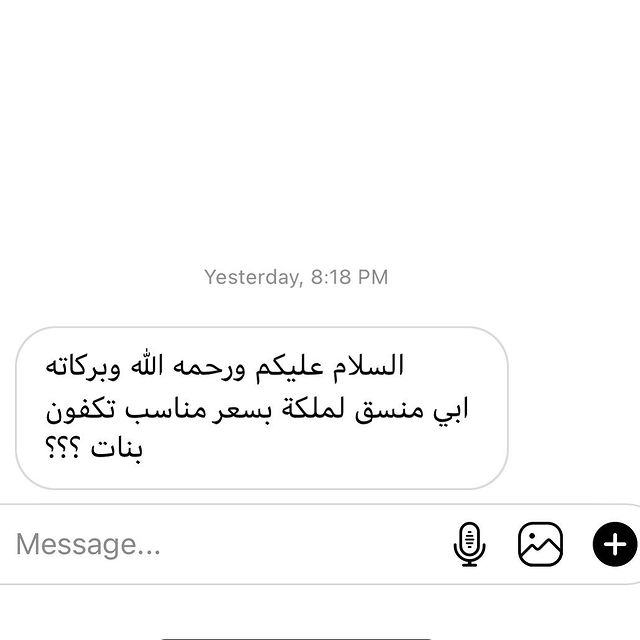 Yesterday, 8:18 PM
السلام عليكم ورحمه الله وبركاته
ابي منسق لملكة بسعر مناسب تكفون
بنات ؟؟؟
Message...